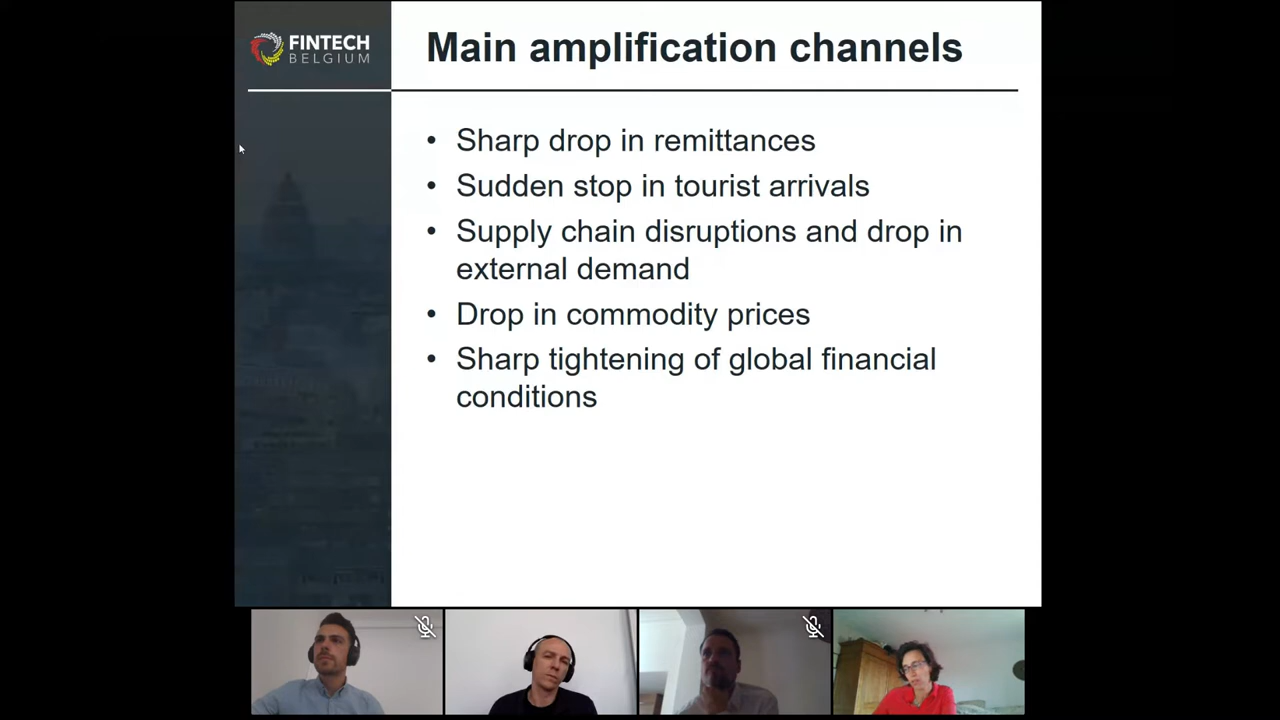 FINTECH
BELGIUM
Main amplification channels
• Sharp drop in remittances
• Sudden stop in tourist arrivals
• Supply chain disruptions and drop in
external demand
• Drop in commodity prices
• Sharp tightening of global financial
conditions